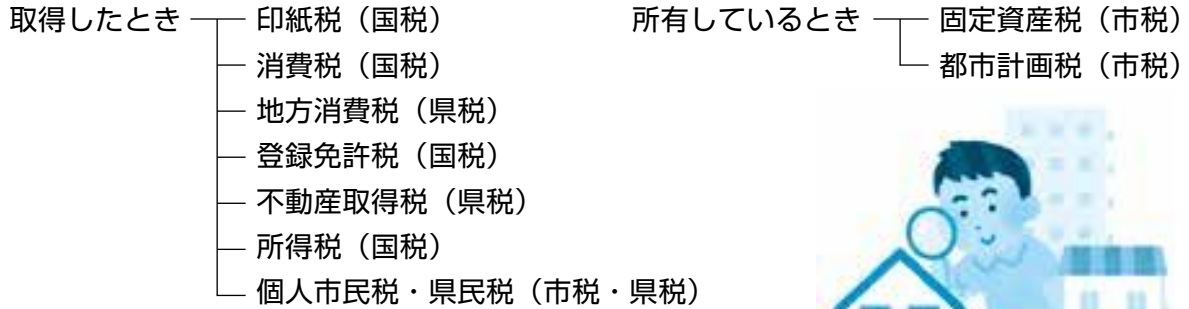 取得したとき
印紙税（国税）
消費税（国税）
地方消費税（県税）
登録免許税（国税）
不動産取得税（県税）
所得税（国税）
個人市民税・県民税（市税・県税）
所有しているとき
固定資産税（市税）
都市計画税（市税）